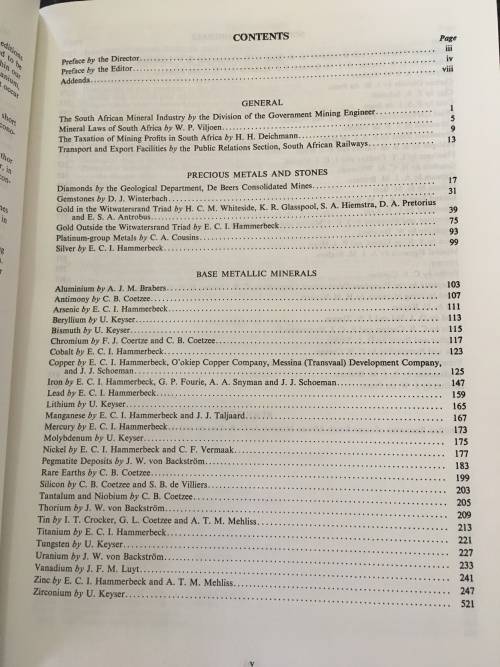 CONTENTS
Page
Preface by the Director.......... iii
Preface by the Editor.......... iv
Addenda.......... viii
GENERAL
The South African Mineral Industry by the Division of the Government Mining Engineer.......... 1
Mineral Laws of South Africa by W. P. Viljoen.......... 5
The Taxation of Mining Profits in South Africa by H. H. Deichmann.......... 9
Transport and Export Facilities by the Public Relations Section, South African Railways.......... 13
PRECIOUS METALS AND STONES
Diamonds by the Geological Department, De Beers Consolidated Mines.......... 17
Gemstones by D. J. Winterbach.......... 31
Gold in the Witwatersrand Triad by H. C. M. Whiteside, K. R. Glasspool, S. A. Hiemstra, D. A. Pretorius
and E. S. A. Antrobus.......... 39
Gold Outside the Witwatersrand Triad by E. C. I. Hammerbeck.......... 75
Platinum-group Metals by C. A. Cousins.......... 93
Silver by E. C. I. Hammerbeck.......... 99
BASE METALLIC MINERALS
Aluminium by A. J. M. Brabers.......... 103
Antimony by C. B. Coetzee.......... 107
Arsenic by E. C. I. Hammerbeck.......... 111
Beryllium by U. Keyser.......... 113
Bismuth by U. Keyser.......... 115
Chromium by F. J. Coertze and C. B. Coetzee.......... 117
Cobalt by E. C. I. Hammerbeck.......... 123
Copper by E. C. I. Hammerbeck, O'okiep Copper Company, Messina (Transvaal) Development Company,
and J. J. Schoeman.......... 125
Iron by E. C. I. Hammerbeck, G. P. Fourie, A. A. Snyman and J. J. Schoeman.......... 147
Lead by E. C. I. Hammerbeck.......... 159
Lithium by U. Keyser.......... 165
Manganese by E. C. I. Hammerbeck and J. J. Taljaard.......... 167
Mercury by E. C. I. Hammerbeck.......... 173
Molybdenum by U. Keyser.......... 175
Nickel by E. C. I. Hammerbeck and C. F. Vermaak.......... 177
Pegmatite Deposits by J. W. von Backström.......... 183
Rare Earths by C. B. Coetzee.......... 199
Silicon by C. B. Coetzee and S. B. de Villiers.......... 203
Tantalum and Niobium by C. B. Coetzee.......... 205
Thorium by J. W. von Backström.......... 209
Tin by I. T. Crocker, G. L. Coetzee and A. T. M. Mehliss.......... 213
Titanium by E. C. I. Hammerbeck.......... 221
Tungsten by U. Keyser.......... 227
Uranium by J. W. von Backström.......... 233
Vanadium by J. F. M. Luyt.......... 241
Zinc by E. C. I. Hammerbeck and A. T. M. Mehliss.......... 247
Zirconium by U. Keyser.......... 521
v